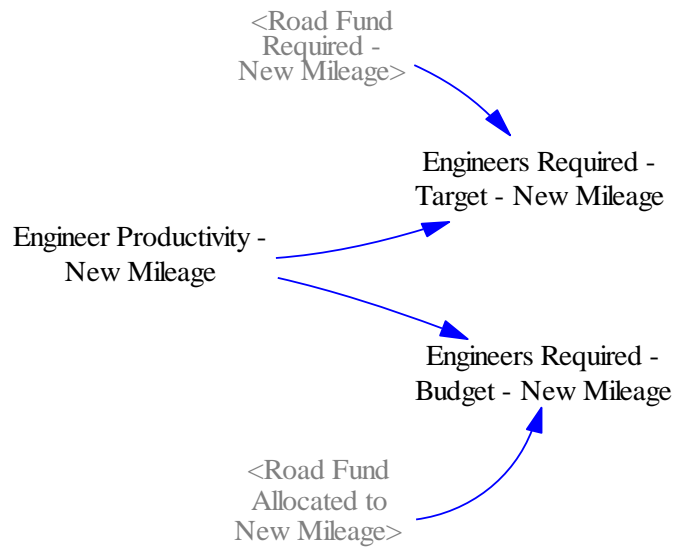 <Road Fund
Required -
New Mileage>
Engineers Required -
Target - New Mileage
Engineer Productivity -
New Mileage
Engineers Required -
Budget - New Mileage
<Road Fund
Allocated to
New Mileage>